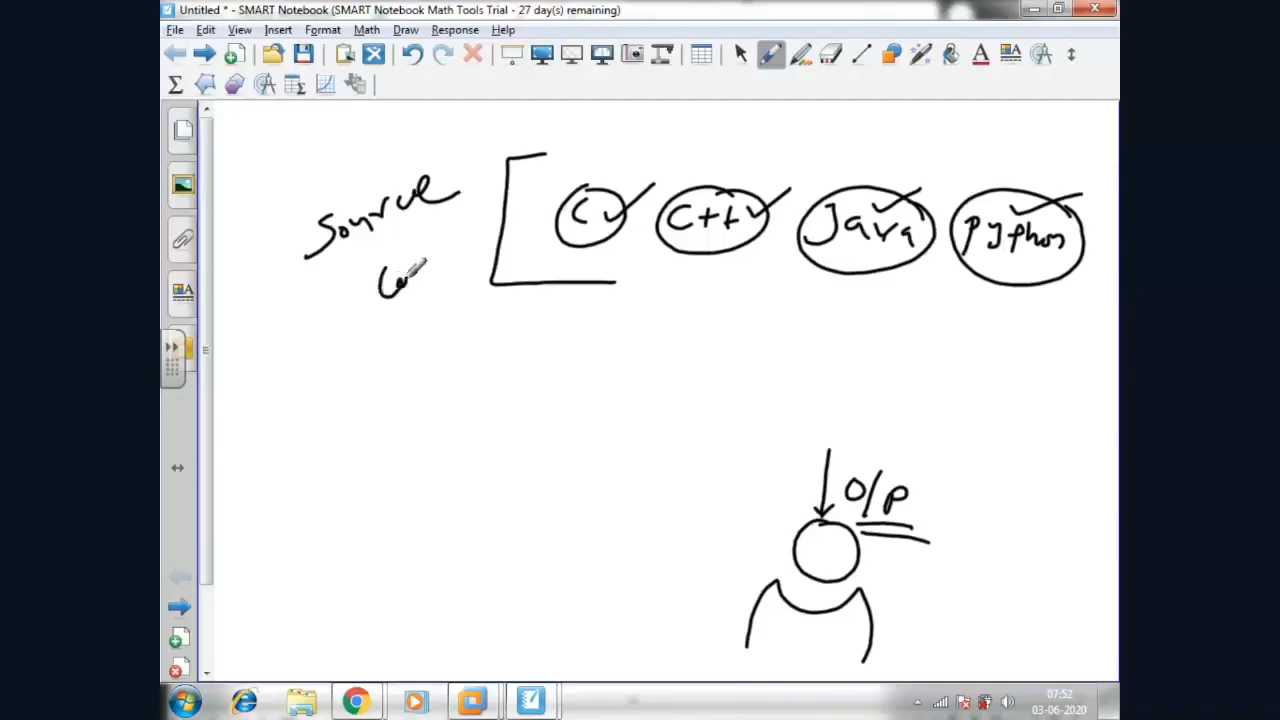 Untitled * - SMART Notebook (SMART Notebook Math Tools Trial - 27 day(s) remaining)
File Edit View Insert Format Math Draw Response Help
Source C C++ Java Python
Co
O/P
07:52
03-06-2020